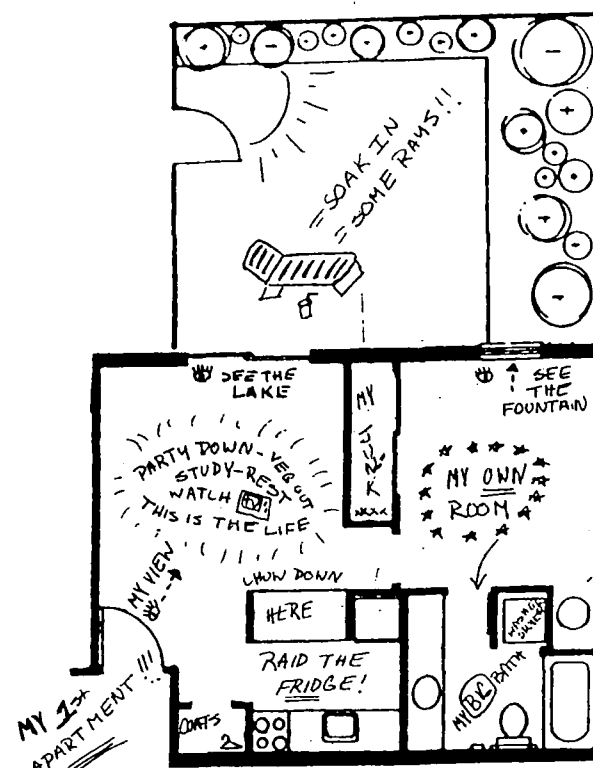 = SOAK IN
= SOME RAYS!!
SEE THE
LAKE
SEE
THE
FOUNTAIN
MY
PARTY DOWN - VEG OUT
STUDY - REST
WATCH
THIS IS THE LIFE
MY OWN
ROOM
MY VIEW
CHOW DOWN
HERE
RAID THE
FRIDGE!
COATS
MY BIG BATH
MY 1st
APARTMENT!!!